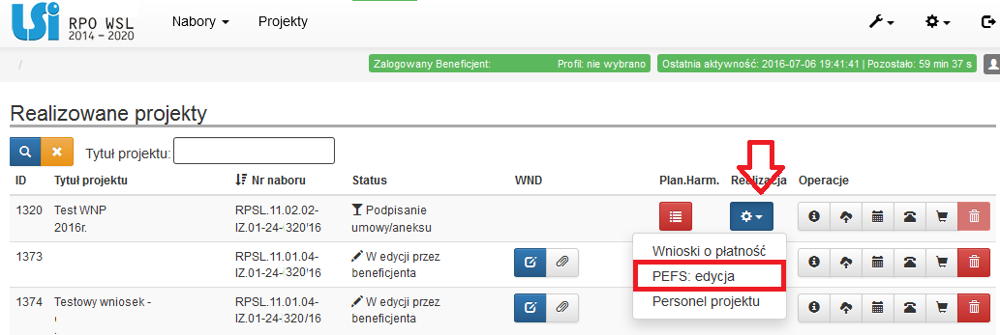 LSI RPO WSL
2014 – 2020
Nabory Projekty
/
Zalogowany Beneficjent: Profil: nie wybrano Ostatnia aktywność: 2016-07-06 19:41:41 | Pozostało: 59 min 37 s
Realizowane projekty
Tytuł projektu:
ID Tytuł projektu Nr naboru Status WND Plan.Harm. Realizacja Operacje
1320 Test WNP RPSL.11.02.02- Podpisanie
2016r. IZ.01-24-320/16 umowy/aneksu
Wnioski o płatność
1373 RPSL.11.01.04- W edycji przez
IZ.01-24-320/16 beneficjenta
PEFS: edycja
1374 Testowy wniosek - RPSL.11.01.04- W edycji przez
Personel projektu
IZ.01-24-320/16 beneficjenta